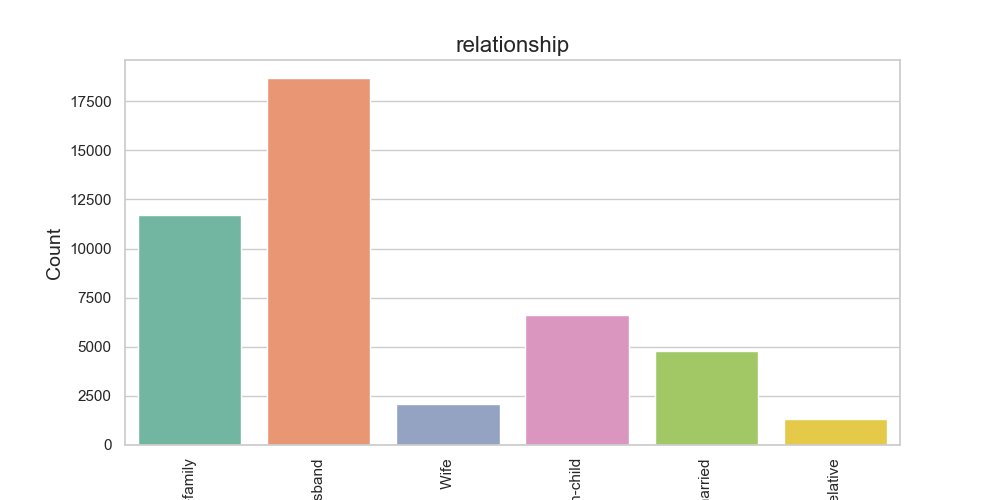 relationship
17500
15000
12500
10000
7500
5000
2500
0
Count
-family
sband
Wife
n-child
arried
elative